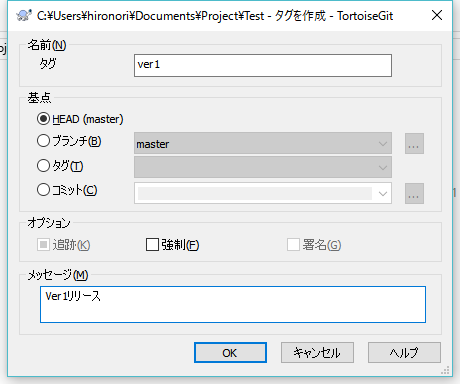 C:¥Users¥hironori¥Documents¥Project¥Test - タグを作成 - TortoiseGit
名前(N)
タグ ver1
基点
HEAD (master)
ブランチ(B) master ...
タグ(T)
コミット(C) ...
オプション
追跡(K) 強制(F) 署名(G)
メッセージ(M)
Ver1リリース
OK キャンセル ヘルプ